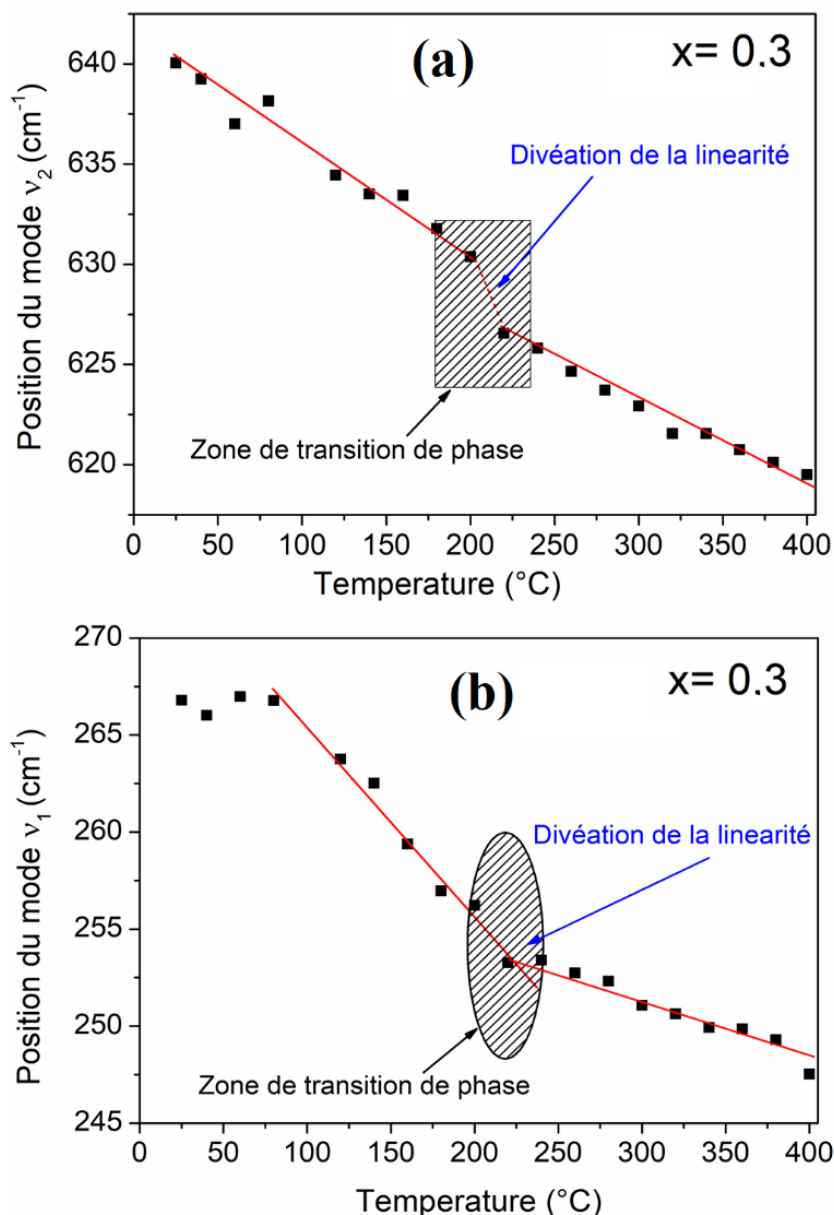 (a)
x= 0.3
640
635
630
625
620
Position du mode ν₂ (cm⁻¹)
Divéation de la linearité
Zone de transition de phase
0 50 100 150 200 250 300 350 400
Temperature (°C)
(b)
x= 0.3
270
265
260
255
250
245
Position du mode ν₁ (cm⁻¹)
Divéation de la linearité
Zone de transition de phase
0 50 100 150 200 250 300 350 400
Temperature (°C)